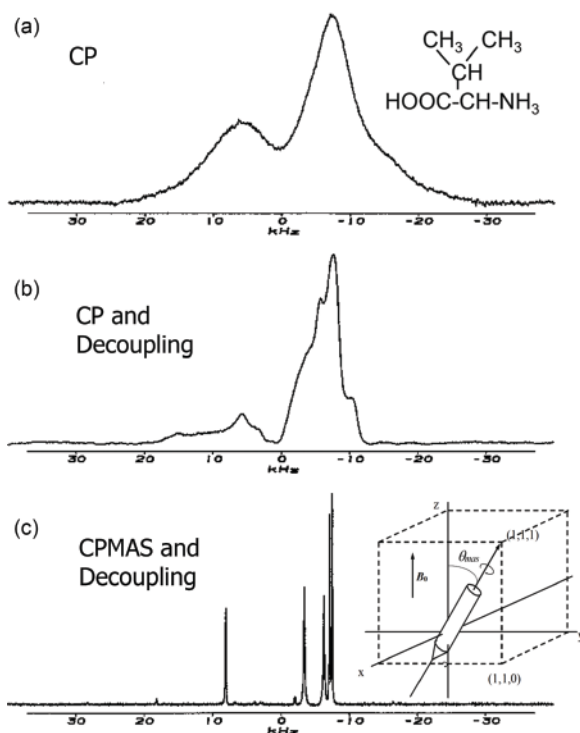 (a)
CP
CH3 CH3
CH
HOOC-CH-NH3
30 20 10 0 -10 -20 -30
kHz
(b)
CP and
Decoupling
30 20 10 0 -10 -20 -30
kHz
(c)
CPMAS and
Decoupling
z
(1,1,1)
θmas
B0
y
x
(1,1,0)
30 20 10 0 -10 -20 -30
kHz